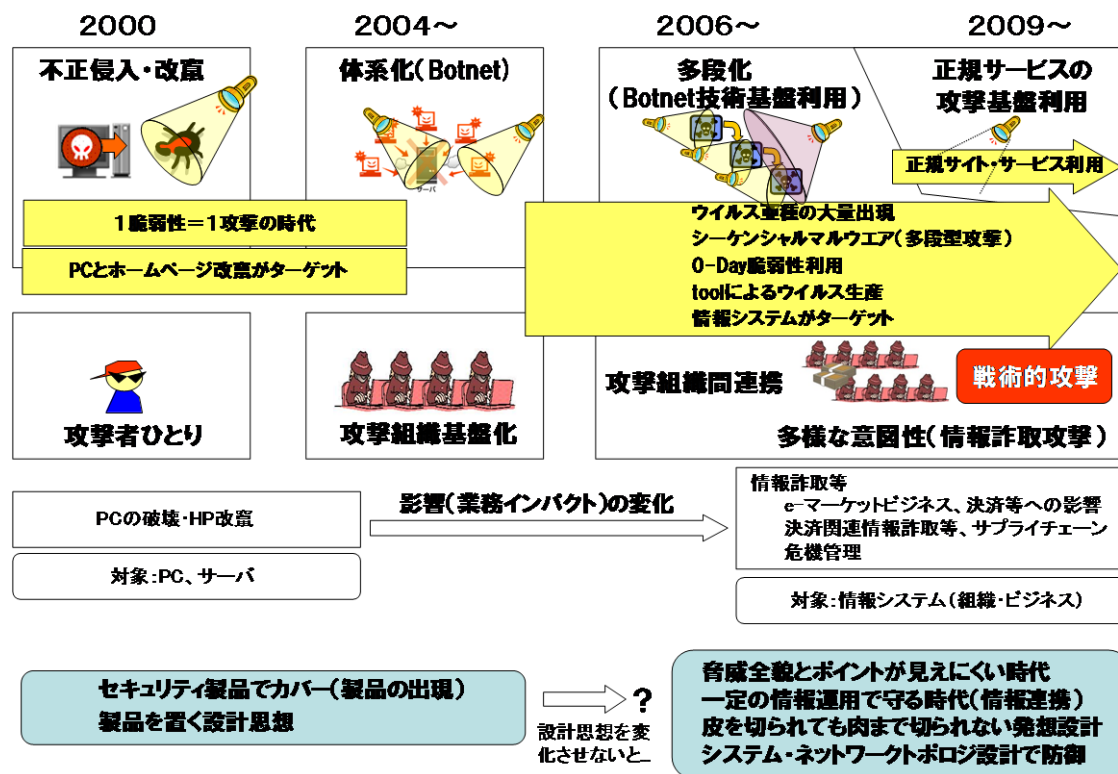 2000
2004～
2006～
2009～
不正侵入・改竄
体系化(Botnet)
サーバ
多段化
(Botnet技術基盤利用)
正規サービスの
攻撃基盤利用
正規サイト・サービス利用
1脆弱性＝1攻撃の時代
PCとホームページ改竄がターゲット
ウイルス亜種の大量出現
シーケンシャルマルウエア(多段型攻撃)
0-Day脆弱性利用
toolによるウイルス生産
情報システムがターゲット
攻撃者ひとり
攻撃組織基盤化
攻撃組織間連携
戦術的攻撃
多様な意図性(情報詐取攻撃)
PCの破壊・HP改竄
対象:PC、サーバ
影響(業務インパクト)の変化
情報詐取等
e-マーケットビジネス、決済等への影響
決済関連情報詐取等、サプライチェーン
危機管理
対象:情報システム(組織・ビジネス)
セキュリティ製品でカバー(製品の出現)
製品を置く設計思想
?
設計思想を変
化させないと…
脅威全貌とポイントが見えにくい時代
一定の情報運用で守る時代(情報連携)
皮を切られても肉まで切られない発想設計
システム・ネットワークトポロジ設計で防御